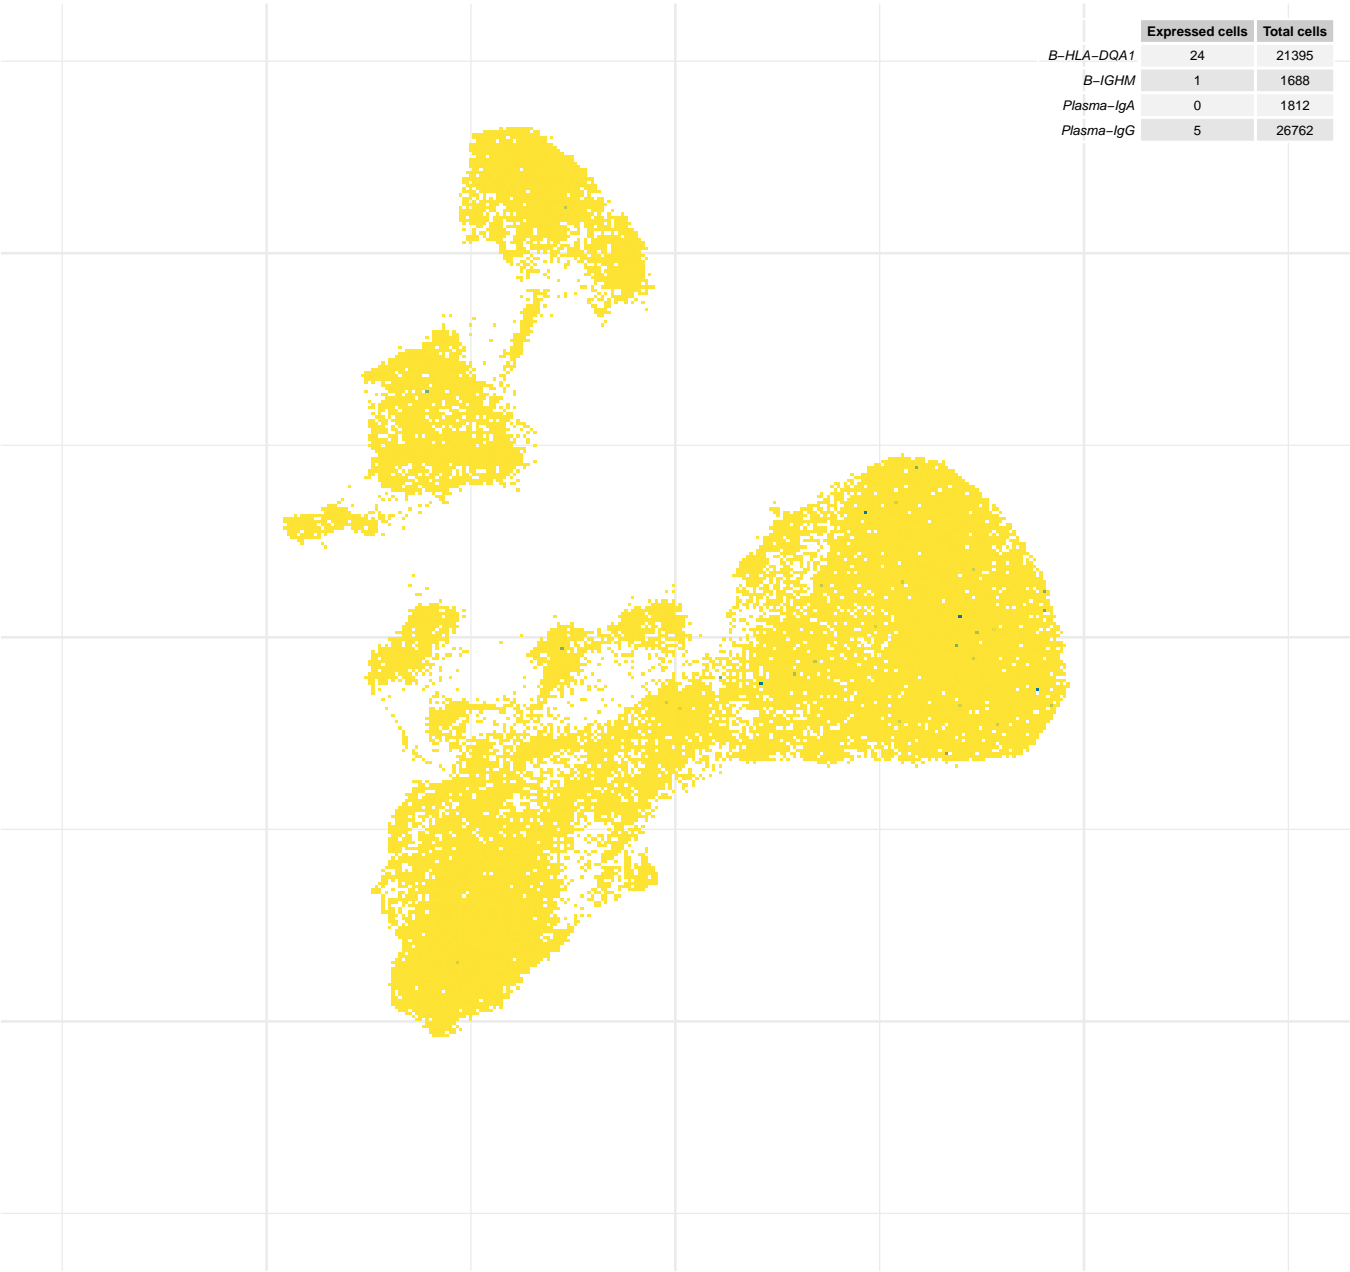 Expressed cells Total cells
B−HLA−DQA1 24 21395
B−IGHM 1 1688
Plasma−IgA 0 1812
Plasma−IgG 5 26762